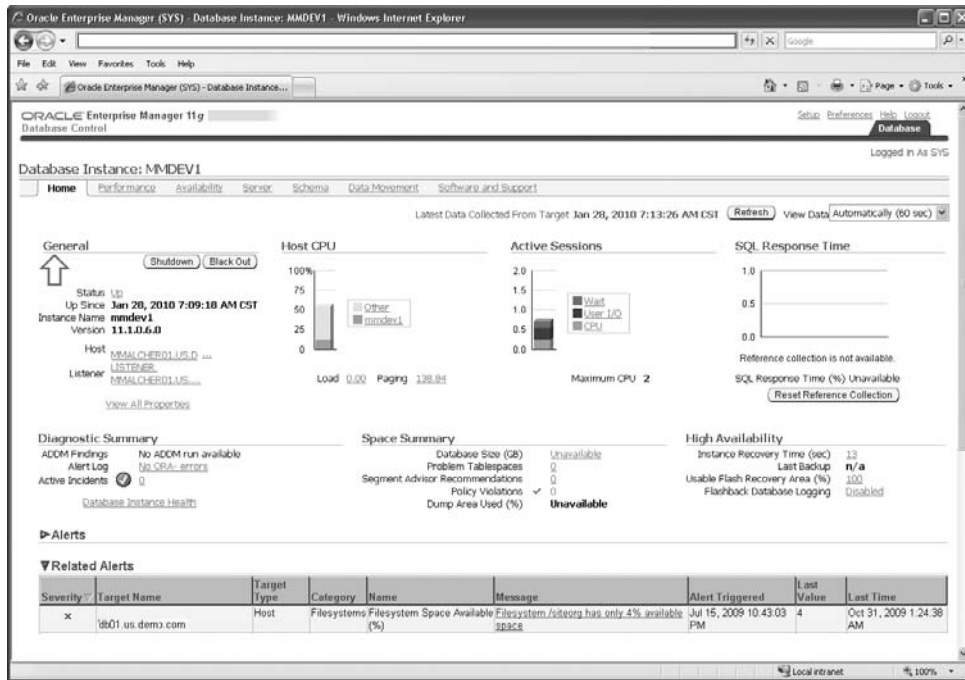 Oracle Enterprise Manager (SYS) - Database Instance: MMDEV1 - Windows Internet Explorer
Google
File Edit View Favorites Tools Help
Oracle Enterprise Manager (SYS) - Database Instance...
Page Tools
ORACLE Enterprise Manager 11g
Database Control
Setup Preferences Help Logout
Database
Logged in As SYS
Database Instance: MMDEV1
Home Performance Availability Server Schema Data Movement Software and Support
Latest Data Collected From Target Jan 28, 2010 7:13:26 AM CST Refresh View Data Automatically (60 sec)
General
Shutdown Black Out
Status Up
Up Since Jan 28, 2010 7:09:18 AM CST
Instance Name mmdev1
Version 11.1.0.6.0
Host MMALCHER01.US.D ...
Listener LISTENER_
MMALCHER01.US....
View All Properties
Host CPU
100%
75
50
25
0
Other
mmdev1
Load 0.00 Paging 138.84
Active Sessions
2.0
1.5
1.0
0.5
0.0
Wait
User I/O
CPU
Maximum CPU 2
SQL Response Time
1.0
0.5
0.0
Reference collection is not available.
SQL Response Time (%) Unavailable
Reset Reference Collection
Diagnostic Summary
ADDM Findings No ADDM run available
Alert Log No ORA- errors
Active Incidents 0
Database Instance Health
Space Summary
Database Size (GB) Unavailable
Problem Tablespaces 0
Segment Advisor Recommendations 0
Policy Violations 0
Dump Area Used (%) Unavailable
High Availability
Instance Recovery Time (sec) 13
Last Backup n/a
Usable Flash Recovery Area (%) 100
Flashback Database Logging Disabled
Alerts
Related Alerts
Severity Target Name Target Type Category Name Message Alert Triggered Last Value Last Time
db01.us.demo.com Host Filesystems Filesystem Space Available (%) Filesystem /siteorg has only 4% available space Jul 15, 2009 10:43:03 PM 4 Oct 31, 2009 1:24:38 AM
Local intranet 100%